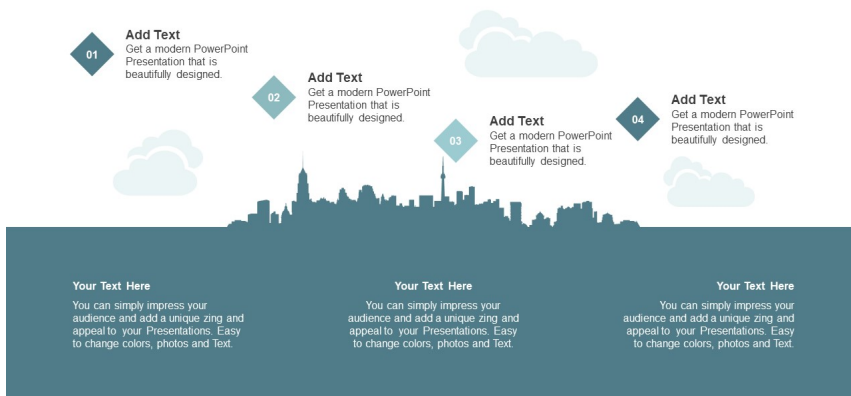 01
Add Text
Get a modern PowerPoint
Presentation that is
beautifully designed.
02
Add Text
Get a modern PowerPoint
Presentation that is
beautifully designed.
03
Add Text
Get a modern PowerPoint
Presentation that is
beautifully designed.
04
Add Text
Get a modern PowerPoint
Presentation that is
beautifully designed.
Your Text Here
You can simply impress your
audience and add a unique zing and
appeal to your Presentations. Easy
to change colors, photos and Text.
Your Text Here
You can simply impress your
audience and add a unique zing and
appeal to your Presentations. Easy
to change colors, photos and Text.
Your Text Here
You can simply impress your
audience and add a unique zing and
appeal to your Presentations. Easy
to change colors, photos and Text.